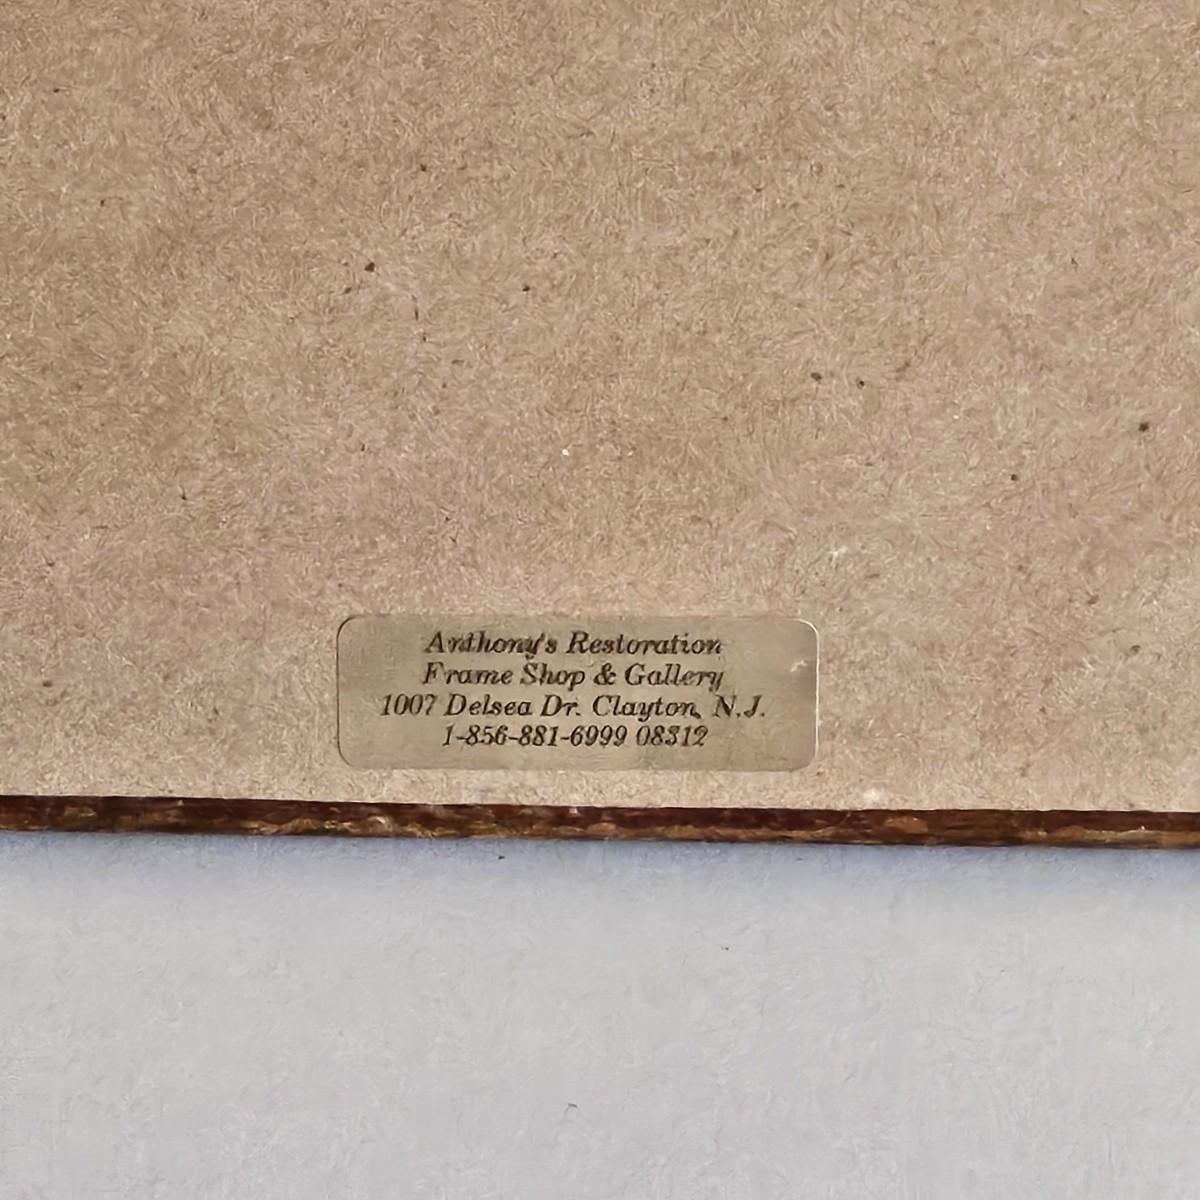 Anthony's Restoration
Frame Shop & Gallery
1007 Delsea Dr. Clayton, N.J.
1-856-881-6999 08312